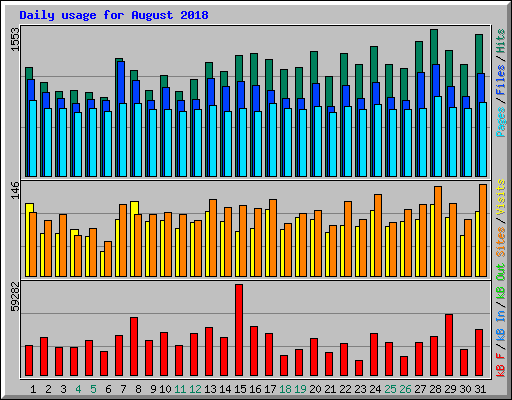 Daily usage for August 2018
1553
Pages / Files / Hits
146
Sites / Visits
59282
kB F / kB In / kB Out
1 2 3 4 5 6 7 8 9 10 11 12 13 14 15 16 17 18 19 20 21 22 23 24 25 26 27 28 29 30 31